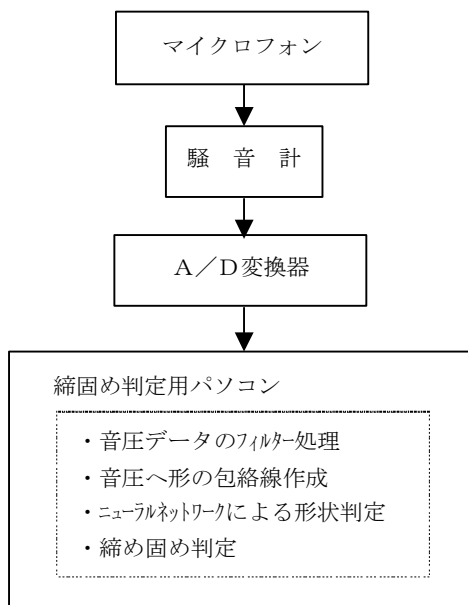 マイクロフォン
騒　音　計
Ａ／Ｄ変換器
締固め判定用パソコン
・音圧データのﾌｨﾙﾀｰ処理
・音圧へ形の包絡線作成
・ﾆｭｰﾗﾙﾈｯﾄﾜｰｸによる形状判定
・締め固め判定